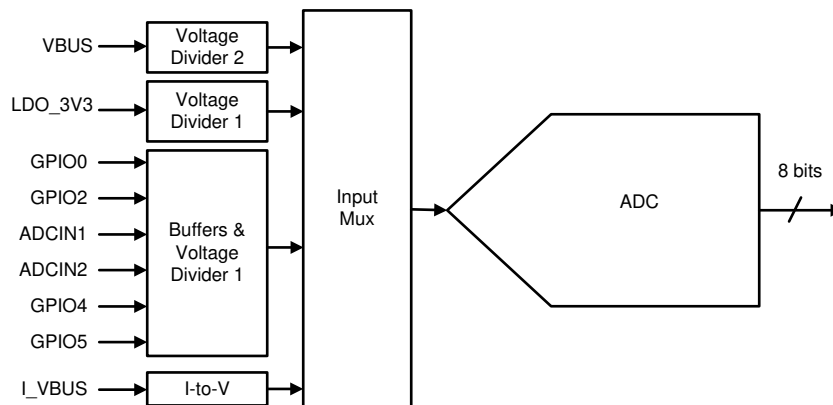 VBUS
Voltage
Divider 2
LDO_3V3
Voltage
Divider 1
GPIO0
GPIO2
ADCIN1
ADCIN2
GPIO4
GPIO5
Buffers &
Voltage
Divider 1
I_VBUS
I-to-V
Input
Mux
ADC
8 bits